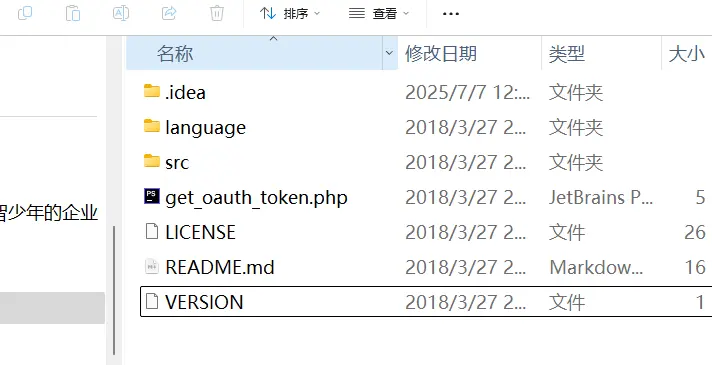 排序 查看 ...
名称 修改日期 类型 大小
.idea 2025/7/7 12:... 文件夹
language 2018/3/27 2... 文件夹
src 2018/3/27 2... 文件夹
get_oauth_token.php 2018/3/27 2... JetBrains P... 5
少年的企业
LICENSE 2018/3/27 2... 文件 26
README.md 2018/3/27 2... Markdow... 16
VERSION 2018/3/27 2... 文件 1